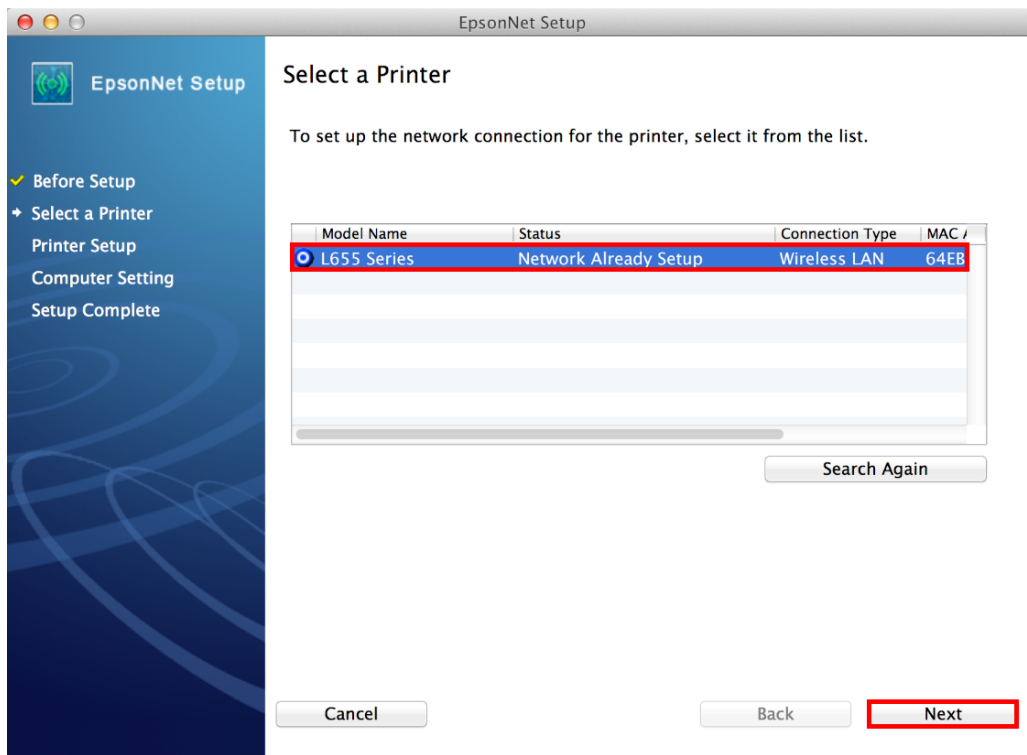 EpsonNet Setup
EpsonNet Setup
Before Setup
Select a Printer
Printer Setup
Computer Setting
Setup Complete
Select a Printer
To set up the network connection for the printer, select it from the list.
Model Name Status Connection Type MAC
L655 Series Network Already Setup Wireless LAN 64EB
Search Again
Cancel Back Next